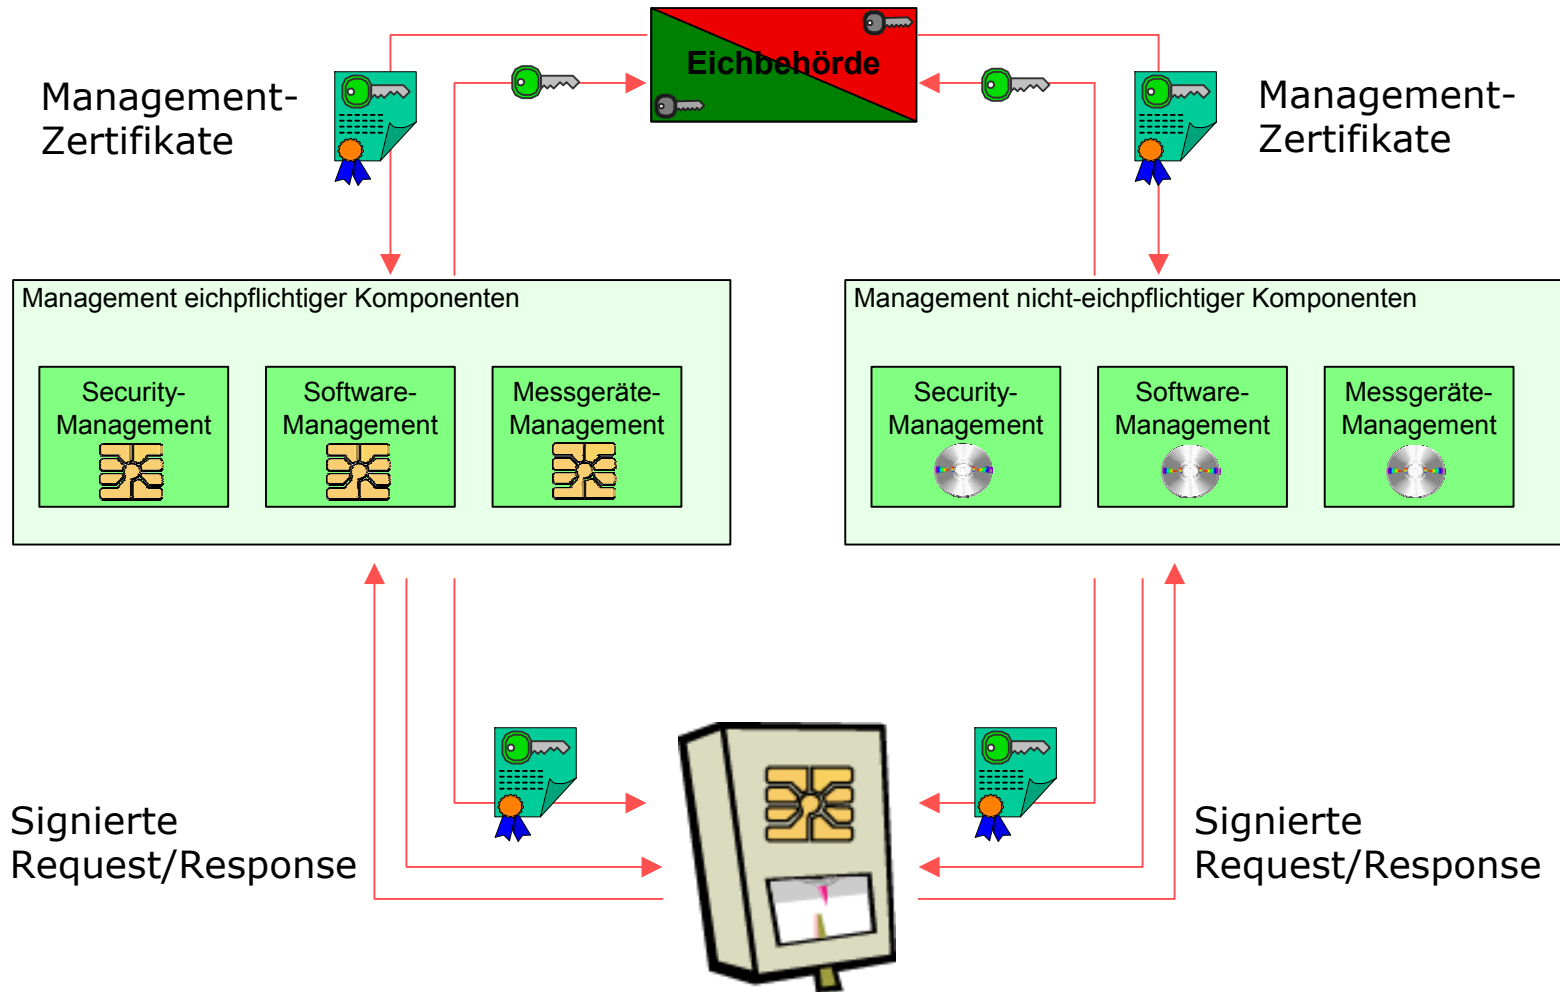 Eichbehörde
Management-
Zertifikate
Management-
Zertifikate
Management eichpflichtiger Komponenten
Security-
Management
Software-
Management
Messgeräte-
Management
Management nicht-eichpflichtiger Komponenten
Security-
Management
Software-
Management
Messgeräte-
Management
Signierte
Request/Response
Signierte
Request/Response